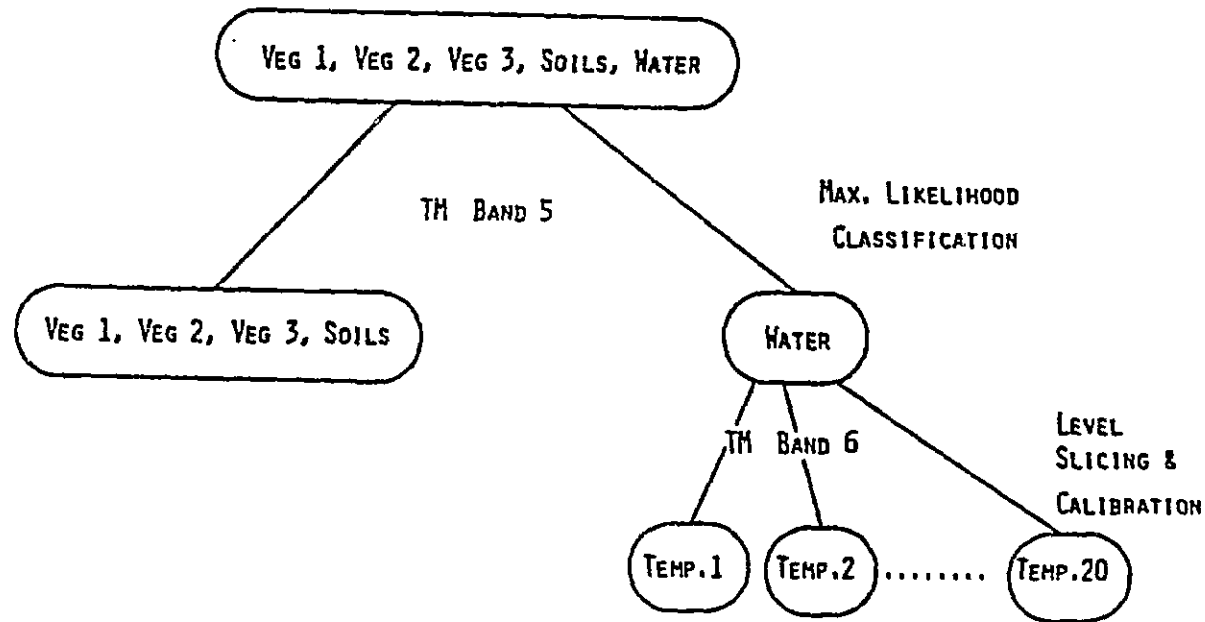 VEG 1, VEG 2, VEG 3, SOILS, WATER
TM BAND 5
MAX. LIKELIHOOD
CLASSIFICATION
VEG 1, VEG 2, VEG 3, SOILS
WATER
TM BAND 6
LEVEL
SLICING &
CALIBRATION
TEMP.1 TEMP.2 ........ TEMP.20